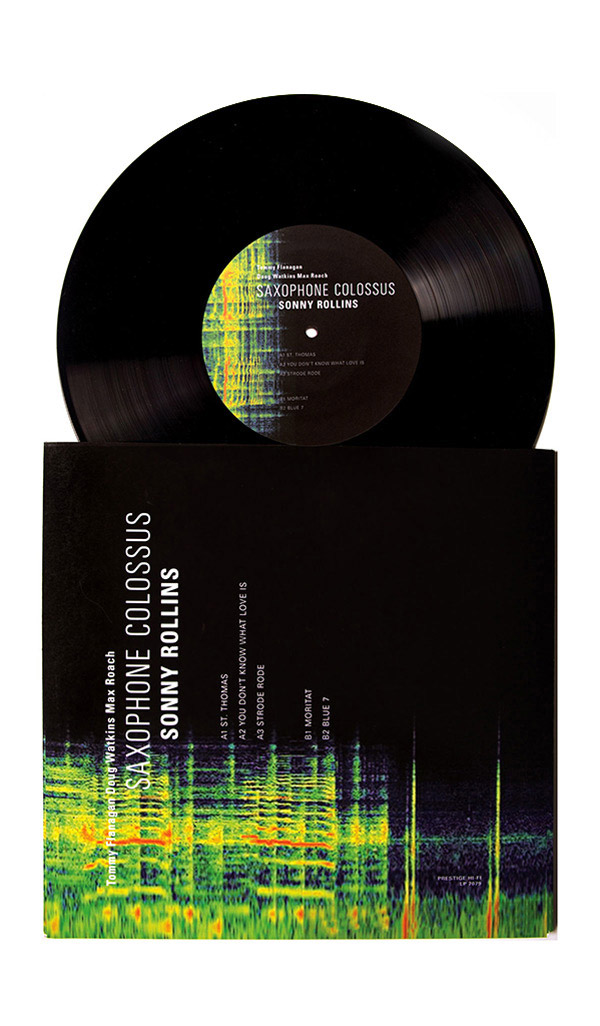 Tommy Flanagan
Doug Watkins Max Roach
SAXOPHONE COLOSSUS
SONNY ROLLINS
A1 ST. THOMAS
A2 YOU DON'T KNOW WHAT LOVE IS
A3 STRODE RODE
B1 MORITAT
B2 BLUE 7
Tommy Flanagan Doug Watkins Max Roach
SAXOPHONE COLOSSUS
SONNY ROLLINS
A1 ST. THOMAS
A2 YOU DON'T KNOW WHAT LOVE IS
A3 STRODE RODE
B1 MORITAT
B2 BLUE 7
PRESTIGE HI-FI
LP 7079